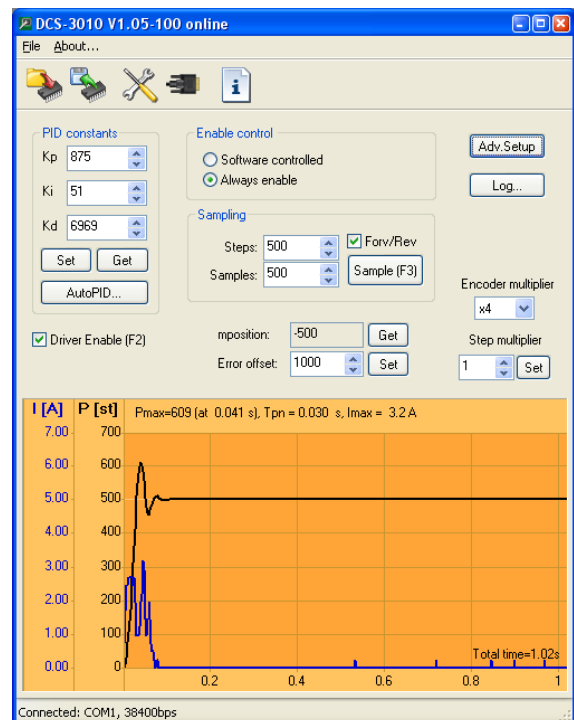 DCS-3010 V1.05-100 online
File About...
PID constants
Kp 875
Ki 51
Kd 6969
Set Get
AutoPID...
Driver Enable (F2)
Enable control
Software controlled
Always enable
Sampling
Steps: 500 Forv/Rev
Samples: 500 Sample (F3)
mposition: -500 Get
Error offset: 1000 Set
Adv.Setup
Log...
Encoder multiplier
x4
Step multiplier
1 Set
I [A] P [st] Pmax=609 (at 0.041 s), Tpn = 0.030 s, Imax = 3.2 A
7.00 700
6.00 600
5.00 500
4.00 400
3.00 300
2.00 200
1.00 100
0.00 0
Total time=1.02s
0.2 0.4 0.6 0.8 1
Connected: COM1, 38400bps